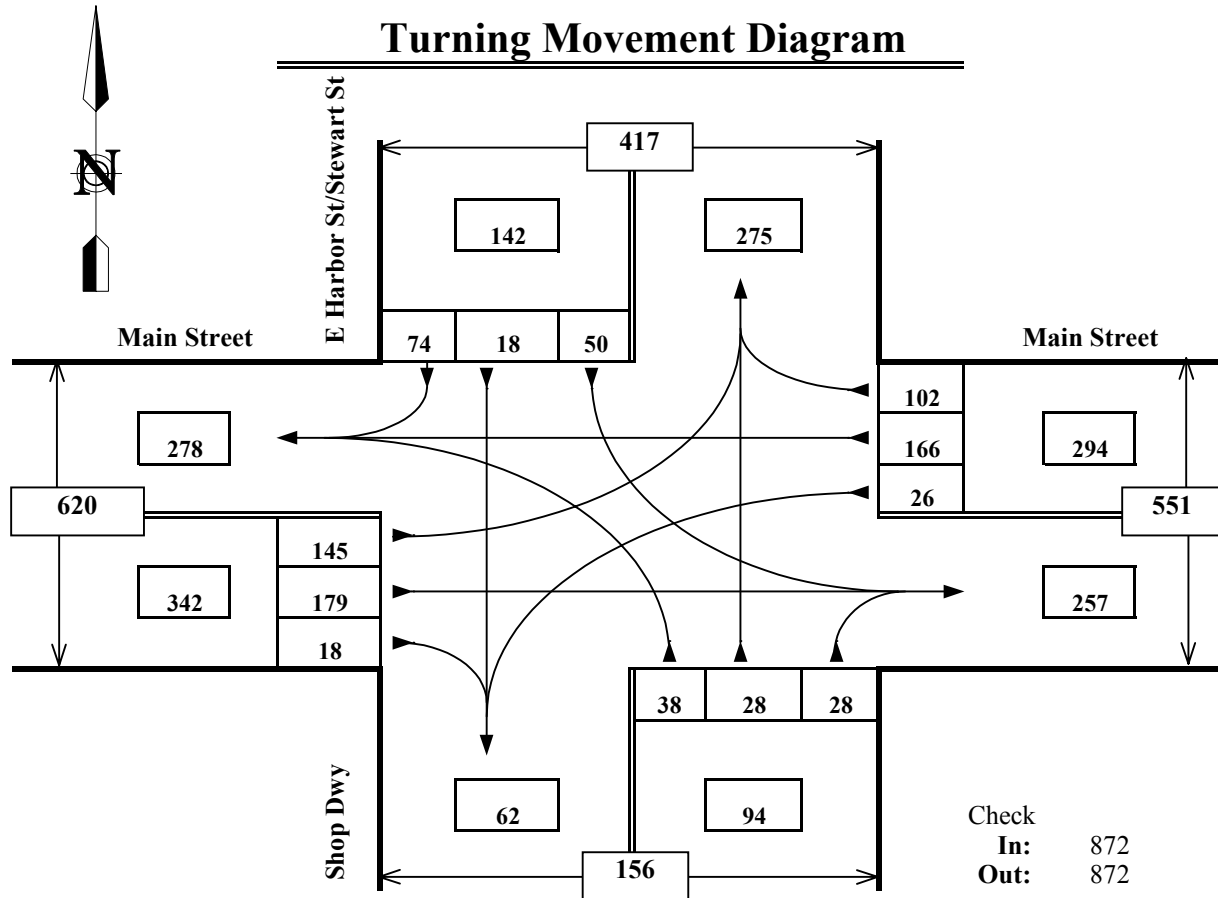 Turning Movement Diagram
N
E Harbor St/Stewart St
417
142
275
74 18 50
Main Street
Main Street
278
620
102
166
26
294
551
342
145
179
18
257
38 28 28
Shop Dwy
62
94
156
Check
In: 872
Out: 872